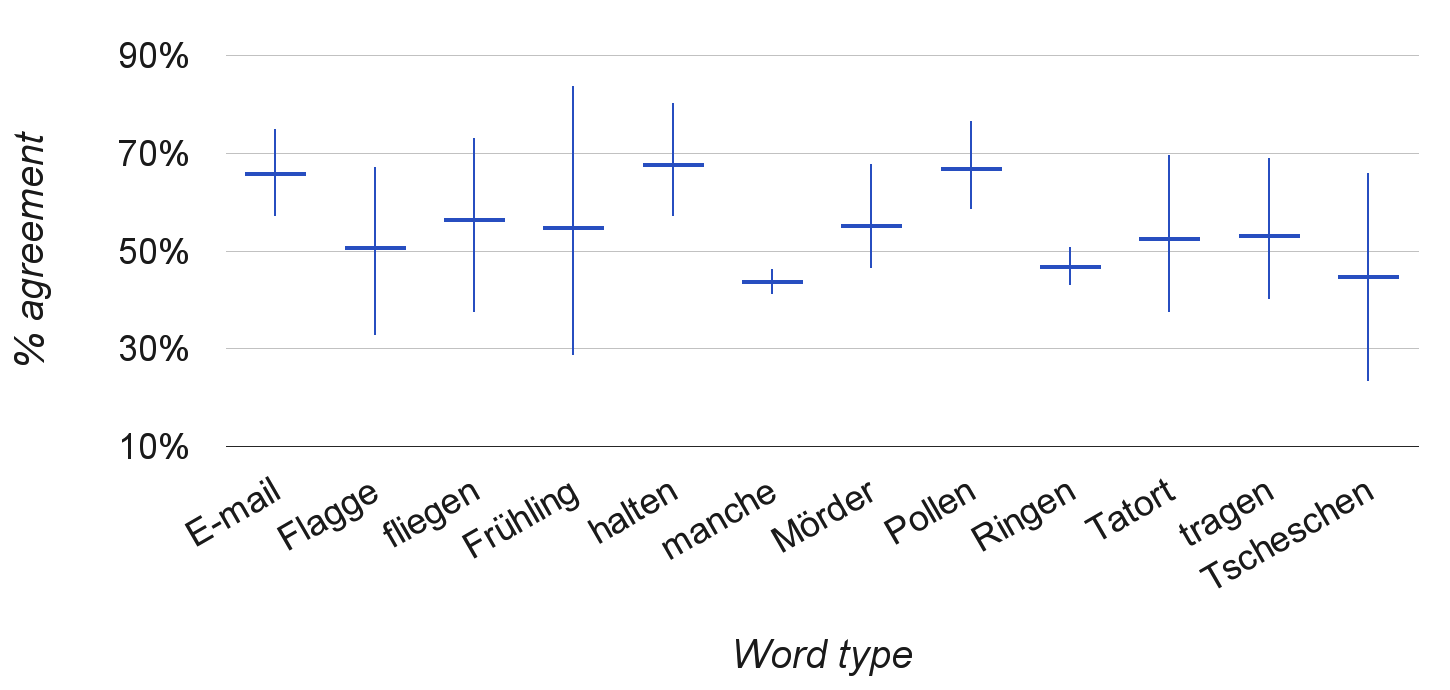 90%
70%
50%
30%
10%
% agreement
E-mail
Flagge
fliegen
Frühling
halten
manche
Mörder
Pollen
Ringen
Tatort
tragen
Tscheschen
Word type